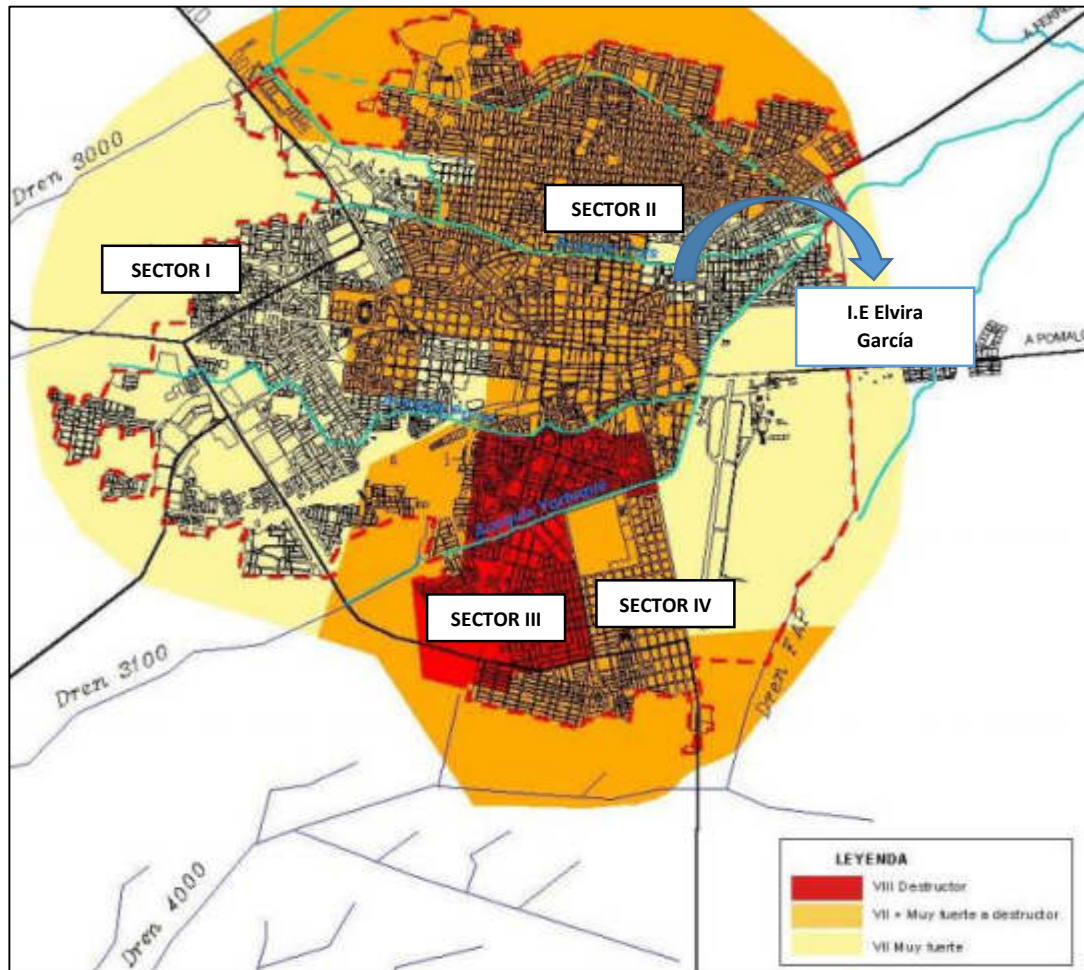 Dren 3000
SECTOR II
SECTOR I
I.E Elvira
García
SECTOR IV
SECTOR III
Dren 3100
Dren F.A.P
Dren 4000
LEYENDA
VIII Destructor
VII + Muy fuerte a destructor
VII Muy fuerte